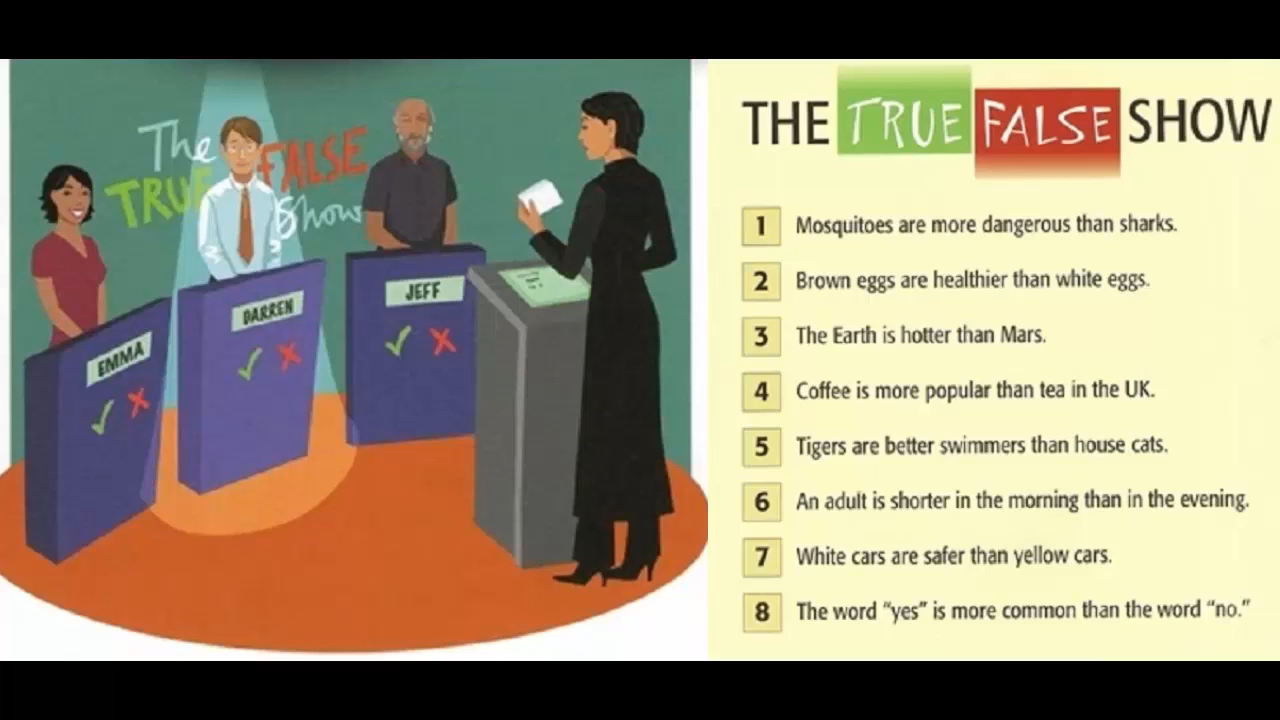 The
TRUE FALSE
Show
EMMA
DARREN
JEFF
THE TRUE FALSE SHOW
1 Mosquitoes are more dangerous than sharks.
2 Brown eggs are healthier than white eggs.
3 The Earth is hotter than Mars.
4 Coffee is more popular than tea in the UK.
5 Tigers are better swimmers than house cats.
6 An adult is shorter in the morning than in the evening.
7 White cars are safer than yellow cars.
8 The word “yes” is more common than the word “no.”